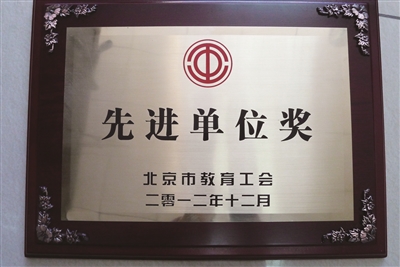 先进单位奖
北京市教育工会
二零一二年十二月